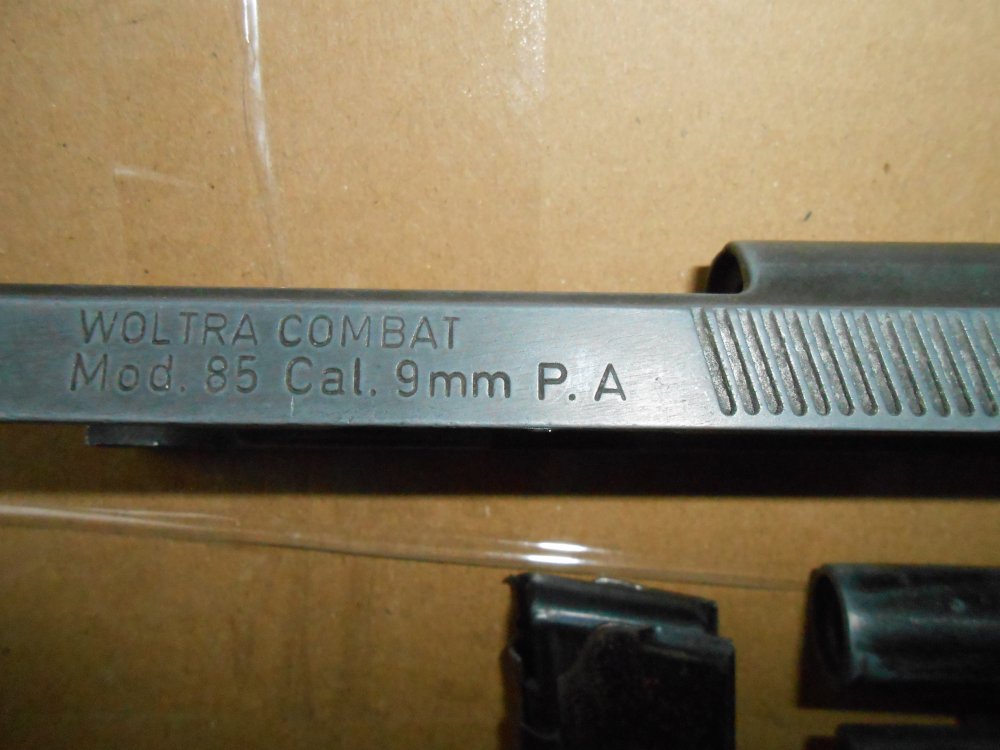 WOLTRA COMBAT
Mod. 85 Cal. 9mm P. A